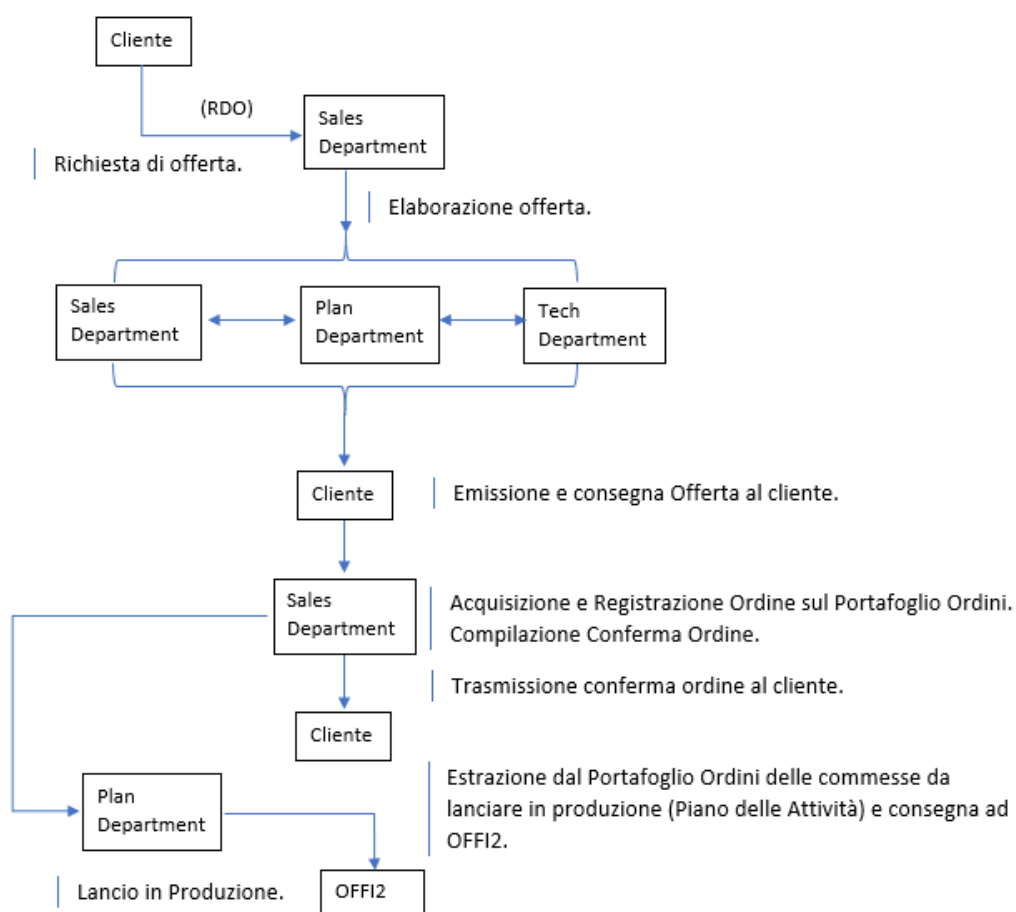 Cliente
(RDO)
Sales
Department
Richiesta di offerta.
Elaborazione offerta.
Sales
Department
Plan
Department
Tech
Department
Cliente
Emissione e consegna Offerta al cliente.
Sales
Department
Acquisizione e Registrazione Ordine sul Portafoglio Ordini.
Compilazione Conferma Ordine.
Trasmissione conferma ordine al cliente.
Cliente
Plan
Department
Estrazione dal Portafoglio Ordini delle commesse da
lanciare in produzione (Piano delle Attività) e consegna ad
OFFI2.
Lancio in Produzione.
OFFI2